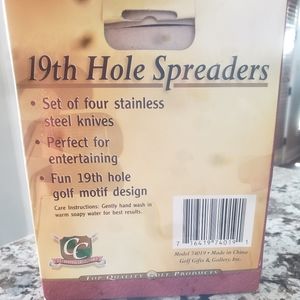 19th Hole Spreaders
• Set of four stainless
steel knives
• Perfect for
entertaining
• Fun 19th hole
golf motif design
Care Instructions: Gently hand wash in
warm soapy water for best results.
Model 74019 • Made in China
Golf Gifts & Gallery, Inc.
CC
Top Quality Golf Products